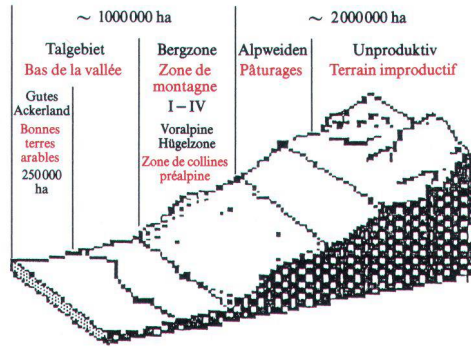 ~ 1000000 ha
~ 2000000 ha
Talgebiet
Bas de la vallée
Bergzone
Zone de
montagne
I – IV
Voralpine
Hügelzone
Zone de collines
préalpine
Alpweiden
Pâturages
Unproduktiv
Terrain improductif
Gutes
Ackerland
Bonnes
terres
arables
250000
ha